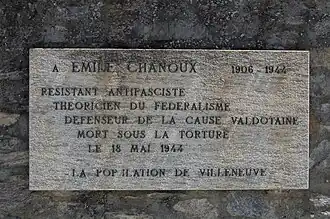 A EMILE CHANOUX 1906-1944
RESISTANT ANTIFASCISTE
THEORICIEN DU FEDERALISME
DEFENSEUR DE LA CAUSE VALDOTAINE
MORT SOUS LA TORTURE
LE 18 MAI 1944
LA POPULATION DE VILLENEUVE